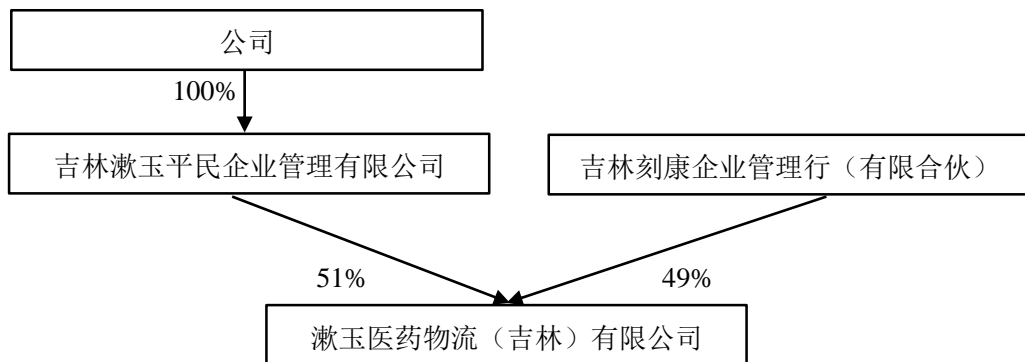 公司
100%
吉林漱玉平民企业管理有限公司
吉林刻康企业管理行（有限合伙）
51%
49%
漱玉医药物流（吉林）有限公司